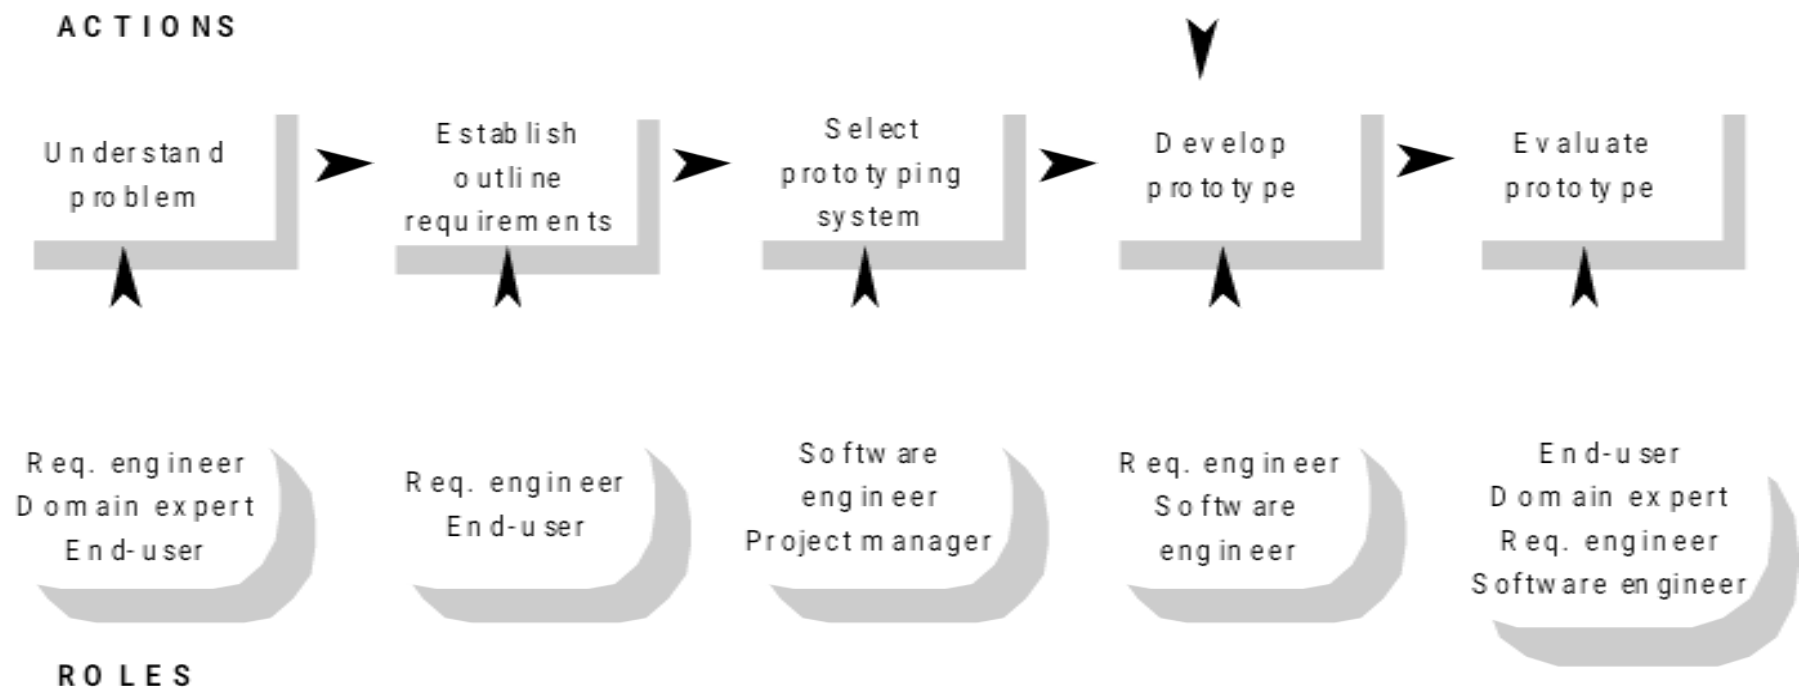 ACTIONS
Understand
problem
Establish
outline
requirements
Select
prototyping
system
Develop
prototype
Evaluate
prototype
Req. engineer
Domain expert
End-user
Req. engineer
End-user
Software
engineer
Project manager
Req. engineer
Software
engineer
End-user
Domain expert
Req. engineer
Software engineer
ROLES